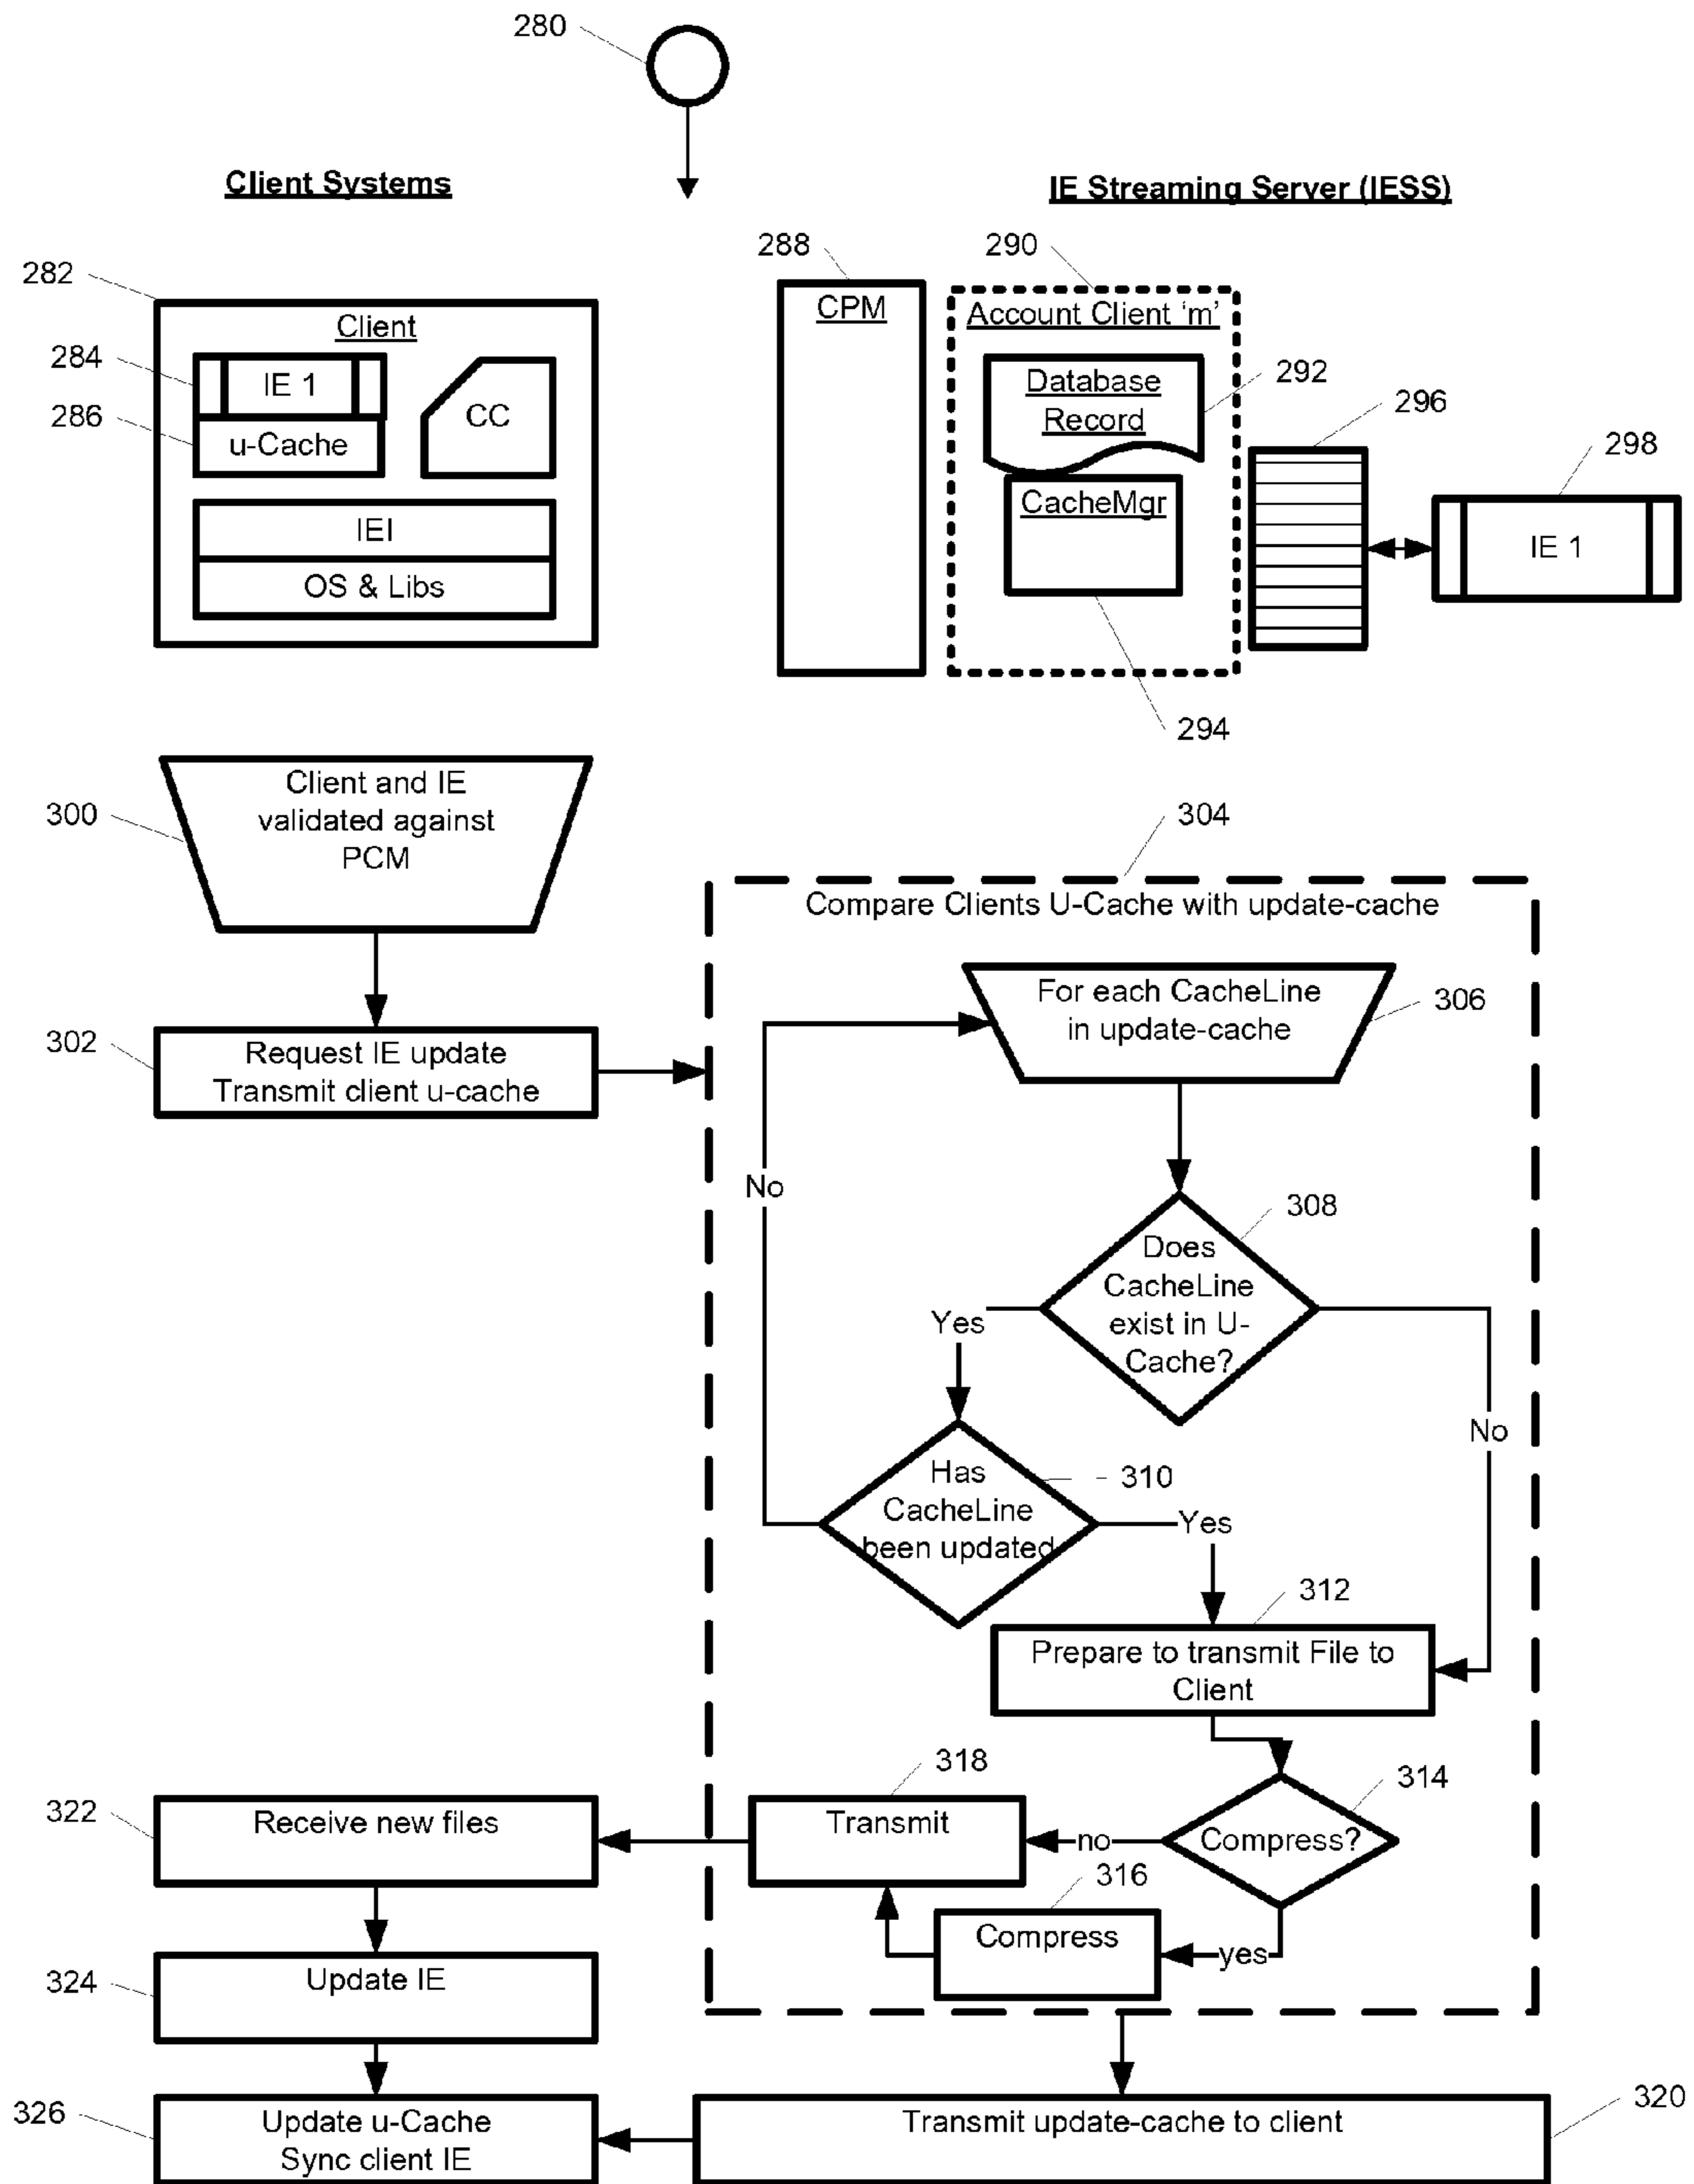 280
Client Systems
IE Streaming Server (IESS)
282
Client
284
IE 1
286
u-Cache
CC
IEI
OS & Libs
288
CPM
290
Account Client ‘m’
Database
Record
292
CacheMgr
294
296
298
IE 1
300
Client and IE
validated against
PCM
302
Request IE update
Transmit client u-cache
304
Compare Clients U-Cache with update-cache
For each CacheLine
in update-cache
306
No
308
Does
CacheLine
exist in U-
Cache?
Yes
No
Has
CacheLine
been updated
310
Yes
312
Prepare to transmit File to
Client
314
Compress?
318
Transmit
no
316
Compress
yes
322
Receive new files
324
Update IE
326
Update u-Cache
Sync client IE
Transmit update-cache to client
320